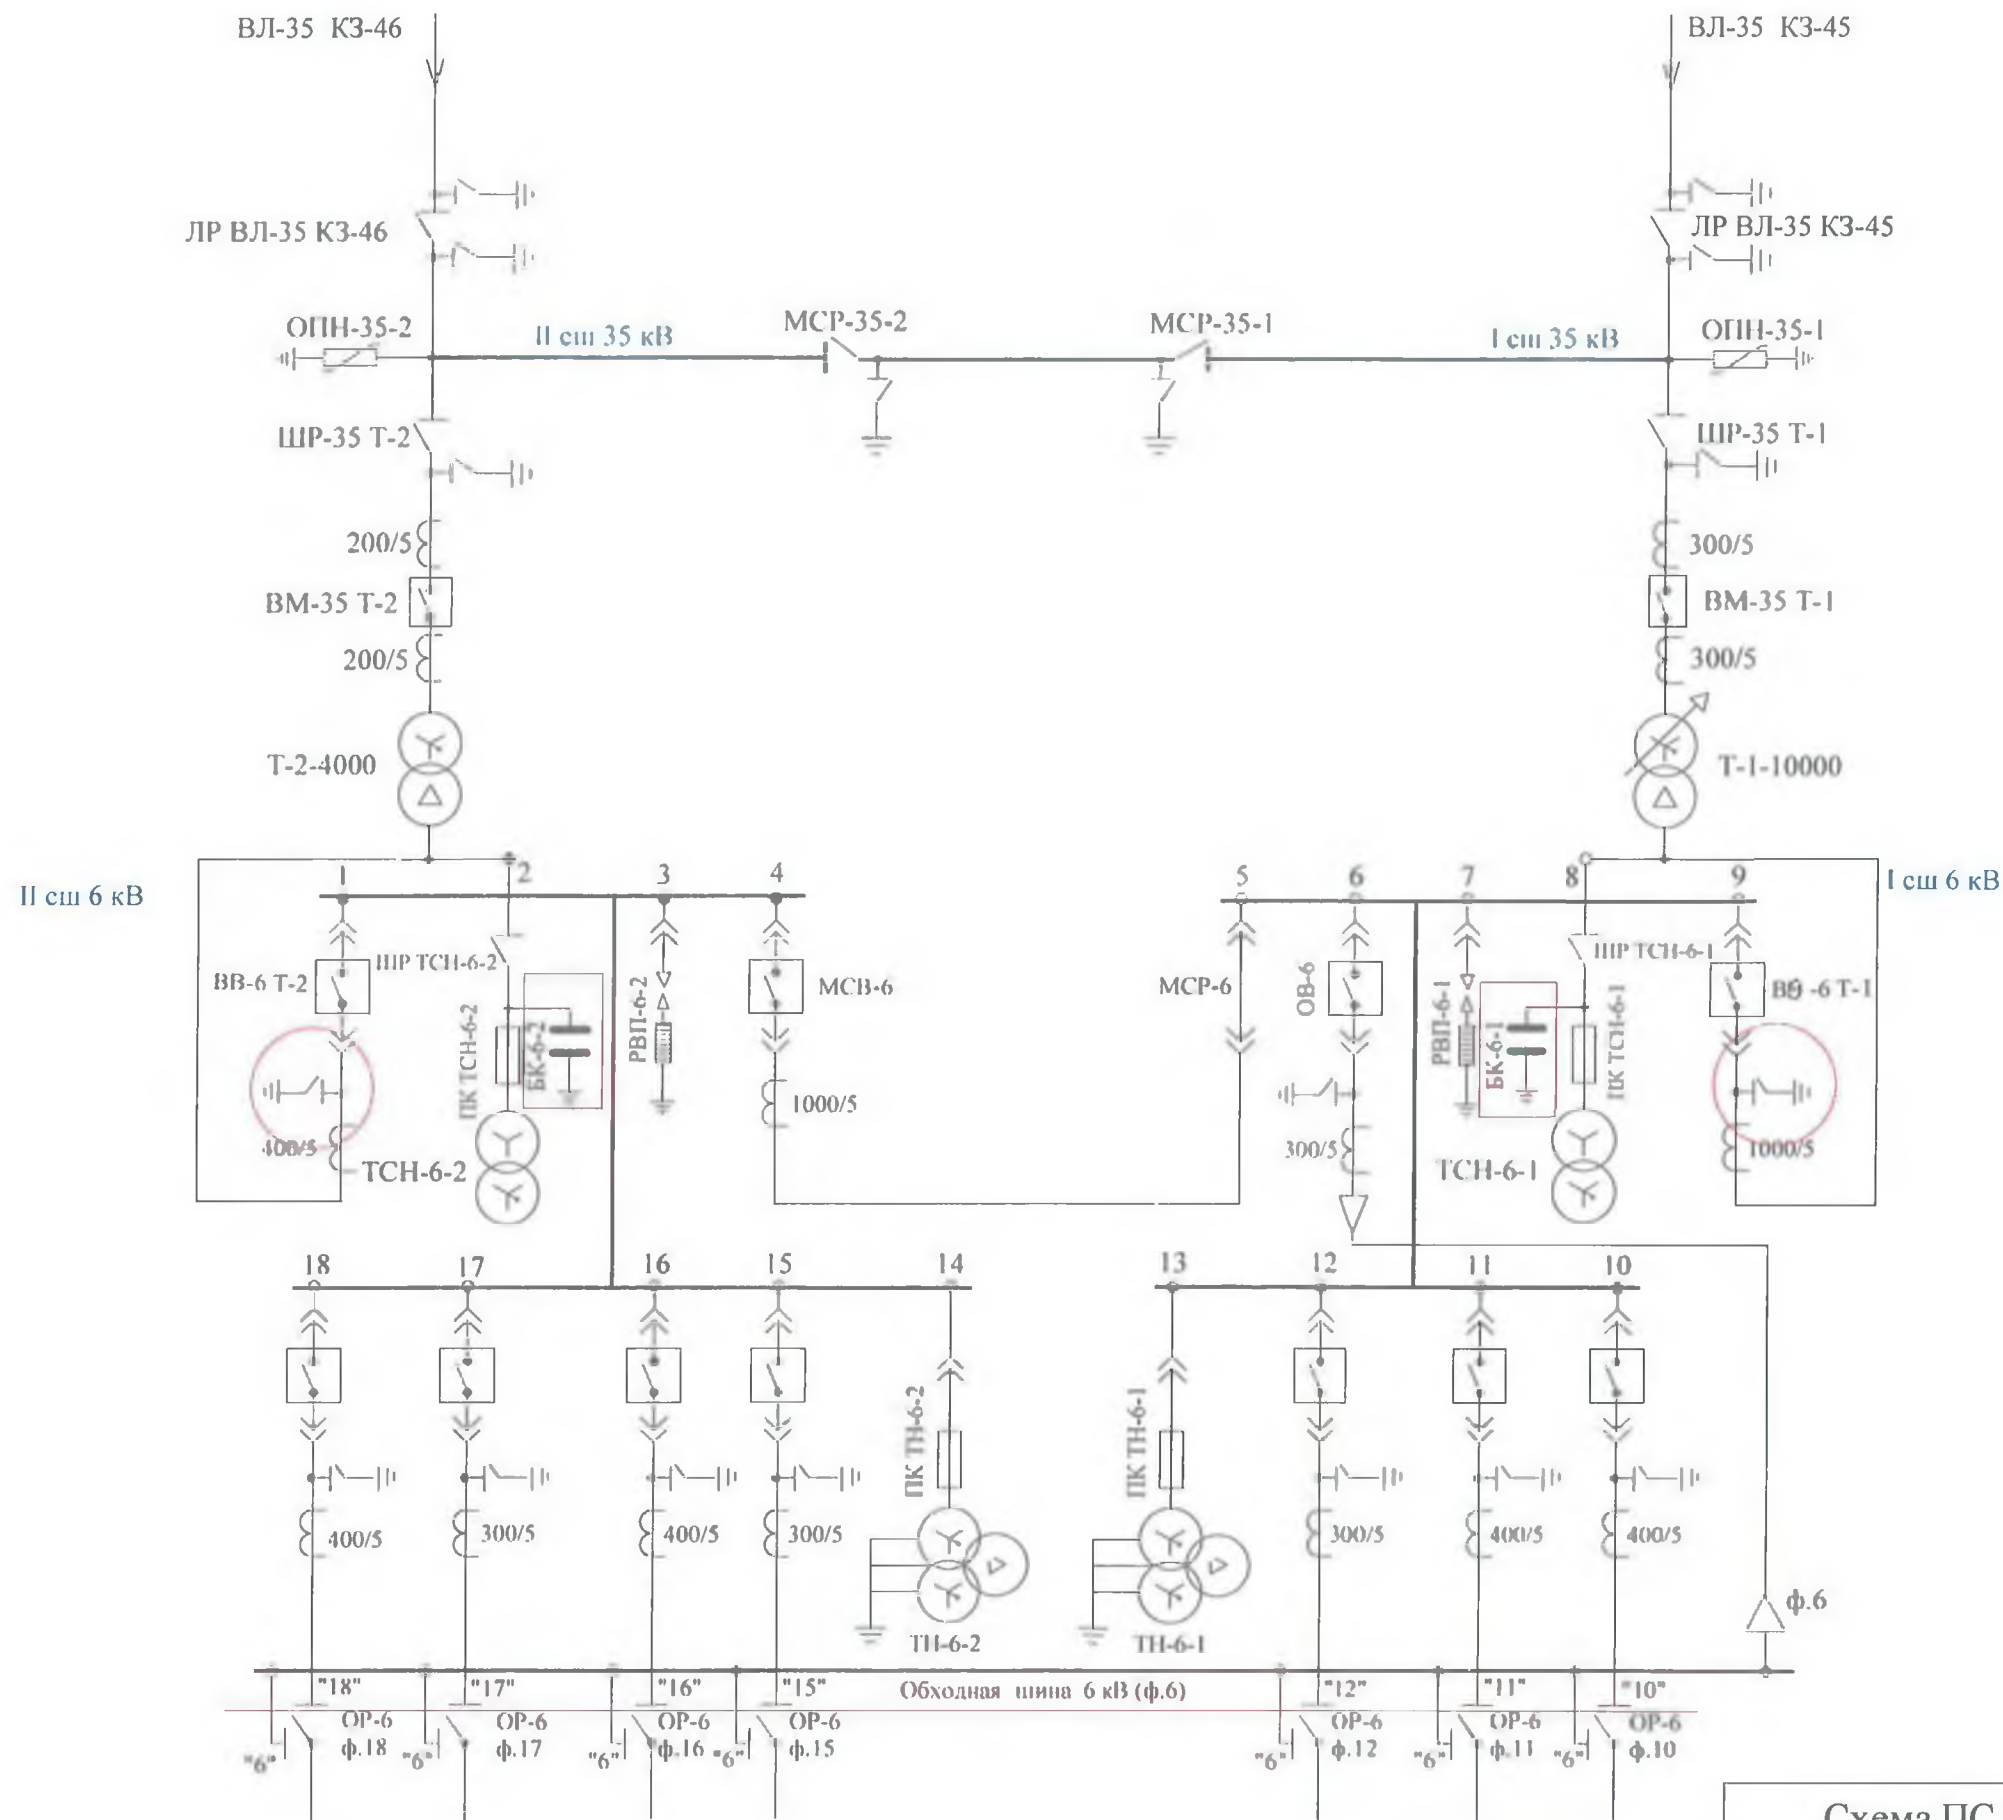 ВЛ-35 КЗ-46
ВЛ-35 КЗ-45
ЛР ВЛ-35 КЗ-46
ЛР ВЛ-35 КЗ-45
ОПН-35-2
II сш 35 кВ
МСР-35-2
МСР-35-1
I сш 35 кВ
ОПН-35-1
ШР-35 Т-2
ШР-35 Т-1
200/5
300/5
ВМ-35 Т-2
ВМ-35 Т-1
200/5
300/5
Т-2-4000
Т-1-10000
II сш 6 кВ
1
2
3
4
5
6
7
8
9
I сш 6 кВ
ВВ-6 Т-2
ШР ТСН-6-2
ПК ТСН-6-2
БК-6-2
РВП-6-2
МСВ-6
МСР-6
ОВ-6
РВП-6-1
БК-6-1
ШР ТСН-6-1
ПК ТСН-6-1
-6 Т-1
400/5
ТСН-6-2
1000/5
300/5
ТСН-6-1
1000/5
18
17
16
15
14
13
12
11
10
ПК ТН-6-2
ПК ТН-6-1
400/5
300/5
400/5
300/5
300/5
400/5
400/5
ТН-6-2
ТН-6-1
ф.6
"18"
"17"
"16"
"15"
Обходная шина 6 кВ (ф.6)
"12"
"11"
"10"
ОР-6
ф.18
ОР-6
ф.17
ОР-6
ф.16
ОР-6
ф.15
ОР-6
ф.12
ОР-6
ф.11
ОР-6
ф.10
"6"
"6"
"6"
"6"
"6"
"6"
"6"
Схема ПС